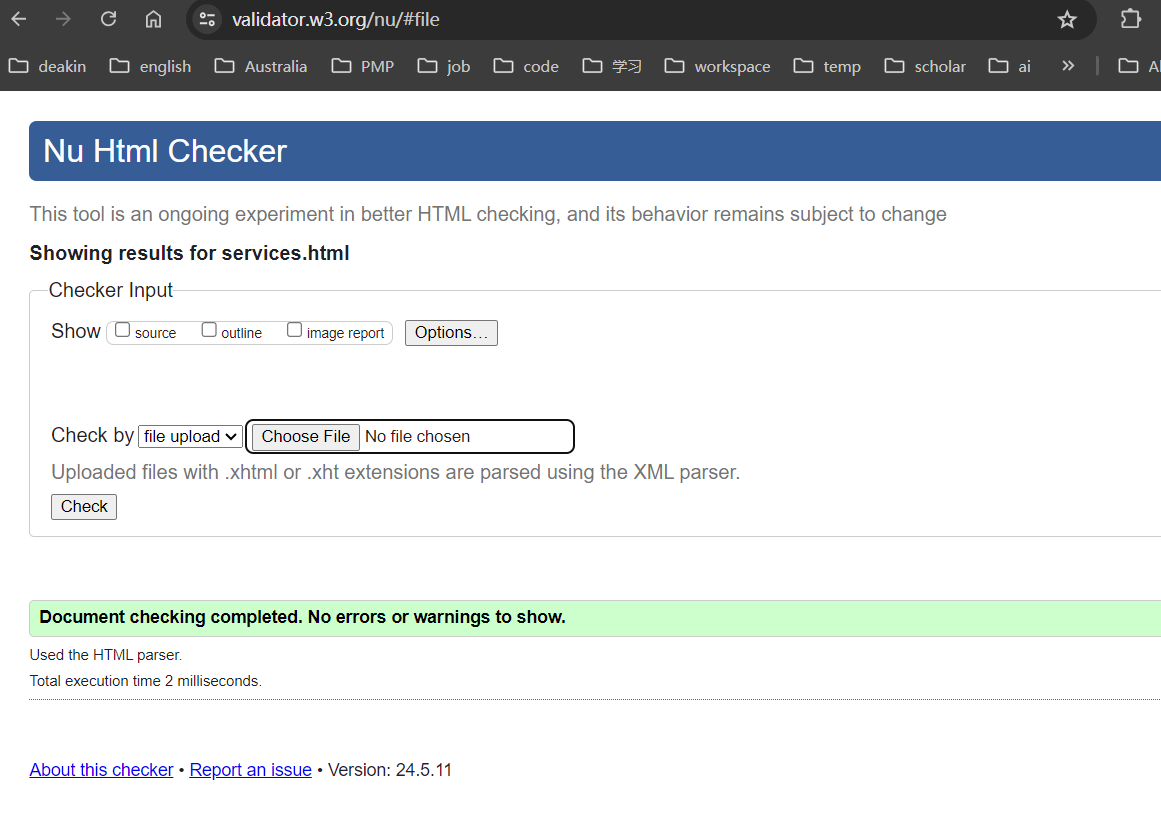 validator.w3.org/nu/#file
deakin english Australia PMP job code 学习 workspace temp scholar ai
Nu Html Checker
This tool is an ongoing experiment in better HTML checking, and its behavior remains subject to change
Showing results for services.html
Checker Input
Show source outline image report Options…
Check by file upload Choose File No file chosen
Uploaded files with .xhtml or .xht extensions are parsed using the XML parser.
Check
Document checking completed. No errors or warnings to show.
Used the HTML parser.
Total execution time 2 milliseconds.
About this checker • Report an issue • Version: 24.5.11